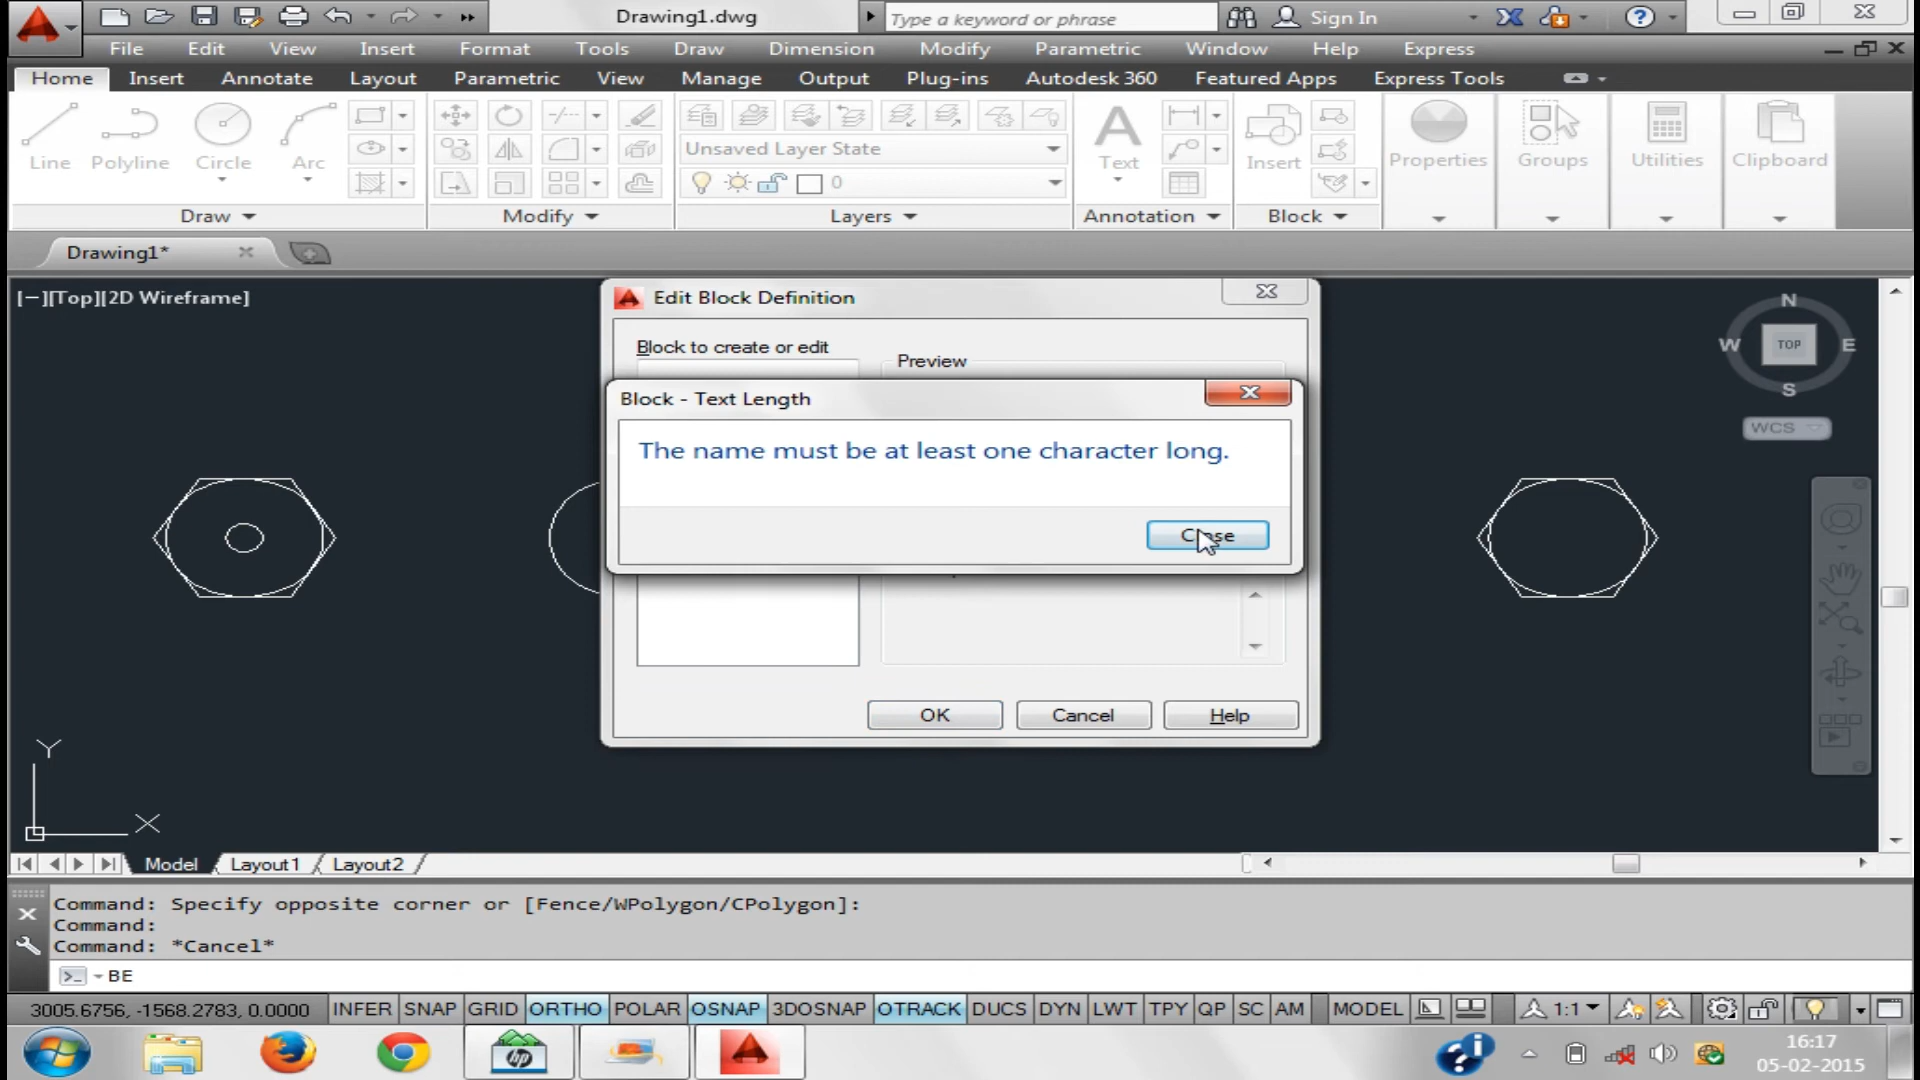 Drawing1.dwg
Type a keyword or phrase
Sign In
File Edit View Insert Format Tools Draw Dimension Modify Parametric Window Help Express
Home Insert Annotate Layout Parametric View Manage Output Plug-ins Autodesk 360 Featured Apps Express Tools
Line Polyline Circle Arc
Unsaved Layer State
0
Text
Insert
Properties Groups Utilities Clipboard
Draw Modify Layers Annotation Block
Drawing1*
[−][Top][2D Wireframe]
Edit Block Definition
Block to create or edit
Preview
Block - Text Length
The name must be at least one character long.
OK Cancel Help
N
W TOP E
S
WCS
Y
X
Model Layout1 Layout2
Command: Specify opposite corner or [Fence/WPolygon/CPolygon]:
Command:
Command: *Cancel*
BE
3005.6756, -1568.2783, 0.0000 INFER SNAP GRID ORTHO POLAR OSNAP 3DOSNAP OTRACK DUCS DYN LWT TPY QP SC AM MODEL 1:1
hp
16:17
05-02-2015